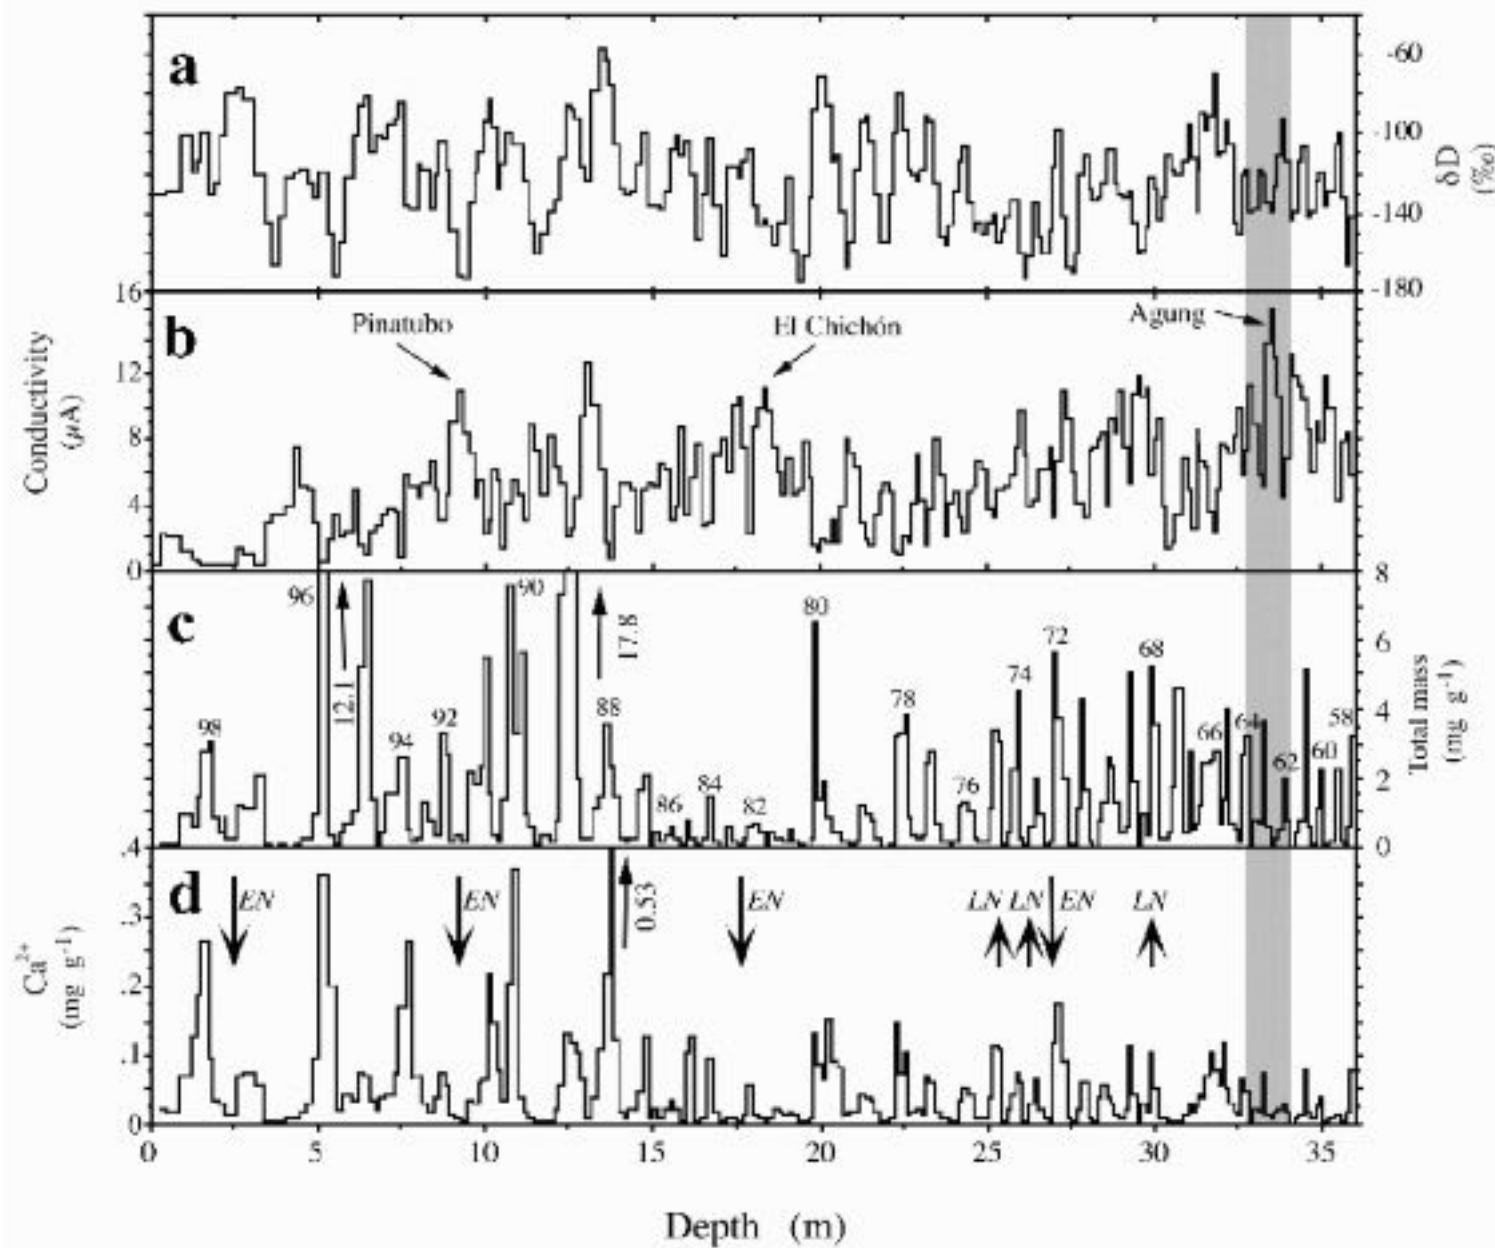 a
-60
-100
-140
-180
δD
(‰)
16
b
Pinatubo
El Chichón
Agung
12
8
4
0
Conductivity
(µA)
96
90
8
c
80
17.8
12.1
72
68
6
74
98
92
94
88
78
66
64
58
4
60
62
86
84
82
76
2
0
Total mass
(mg g⁻¹)
.4
d
EN
EN
0.53
EN
LN
LN
EN
LN
.3
.2
.1
0
Ca²⁺
(mg g⁻¹)
0
5
10
15
20
25
30
35
Depth (m)